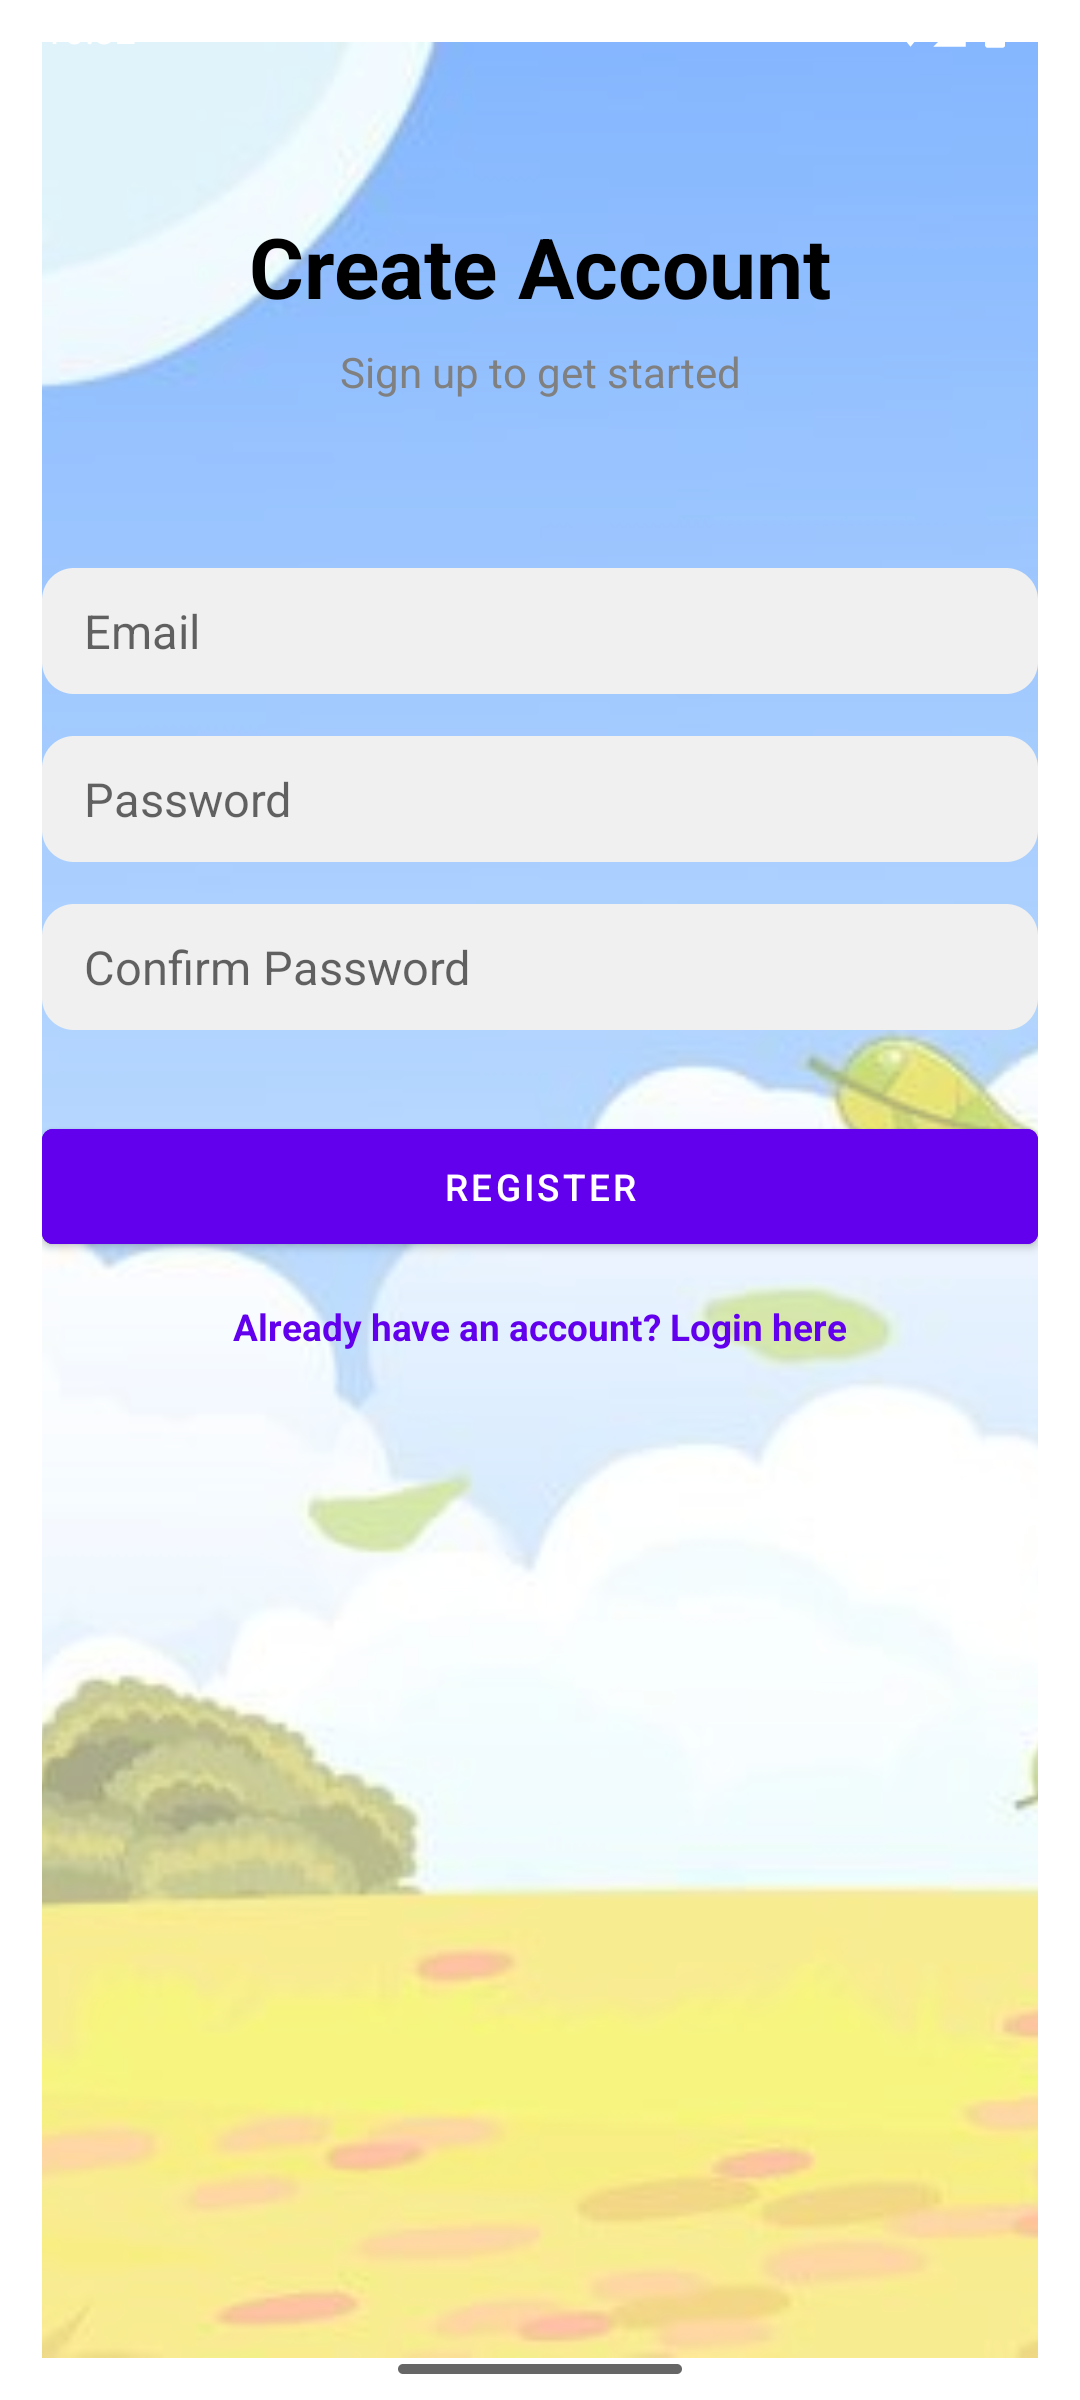 Create Account
Sign up to get started
Email
Password
Confirm Password
REGISTER
Already have an account? Login here